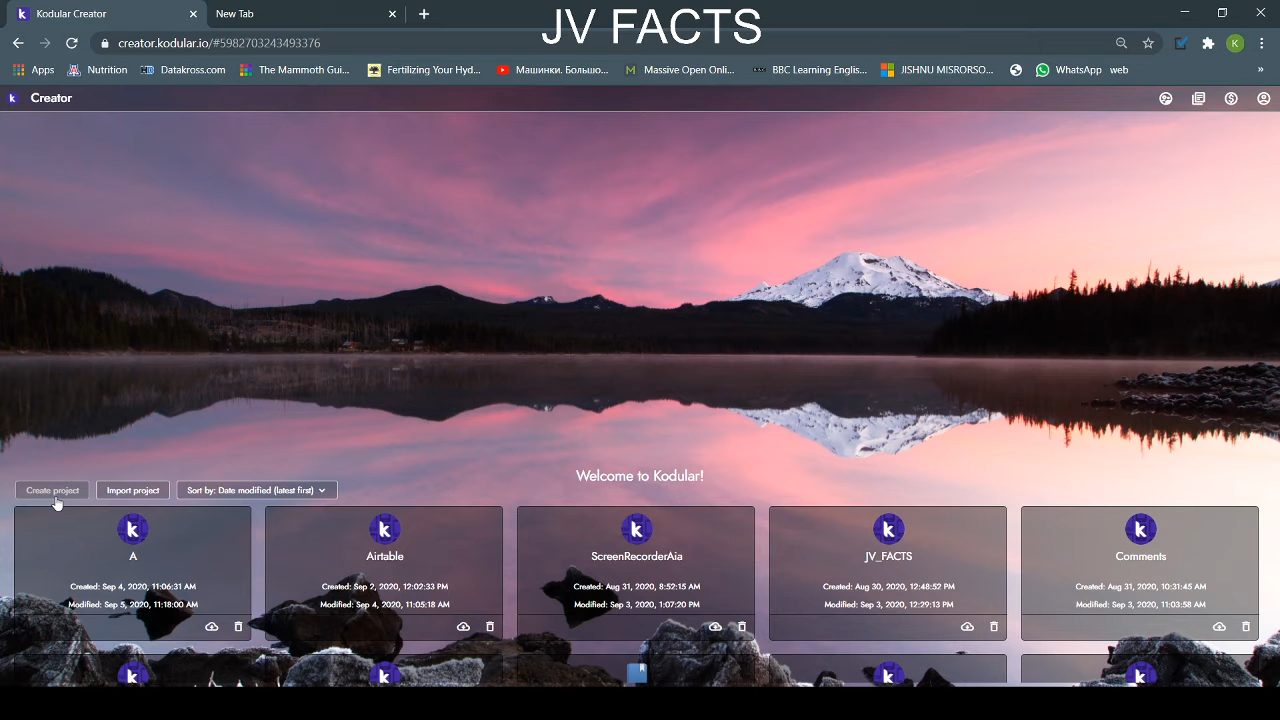 Kodular Creator
New Tab
JV FACTS
creator.kodular.io/#5982703243493376
K
Apps
Nutrition
Datakross.com
The Mammoth Gui...
Fertilizing Your Hyd...
Машинки. Большо...
Massive Open Onli...
BBC Learning Englis...
JISHNU MISRORSO...
WhatsApp web
»
Creator
Welcome to Kodular!
Create project
Import project
Sort by: Date modified (latest first)
A
Created: Sep 4, 2020, 11:06:31 AM
Modified: Sep 5, 2020, 11:18:00 AM
Airtable
Created: Sep 2, 2020, 12:02:33 PM
Modified: Sep 4, 2020, 11:05:18 AM
ScreenRecorderAia
Created: Aug 31, 2020, 8:52:15 AM
Modified: Sep 3, 2020, 1:07:20 PM
JV_FACTS
Created: Aug 30, 2020, 12:48:52 PM
Modified: Sep 3, 2020, 12:29:13 PM
Comments
Created: Aug 31, 2020, 10:31:45 AM
Modified: Sep 3, 2020, 11:03:58 AM